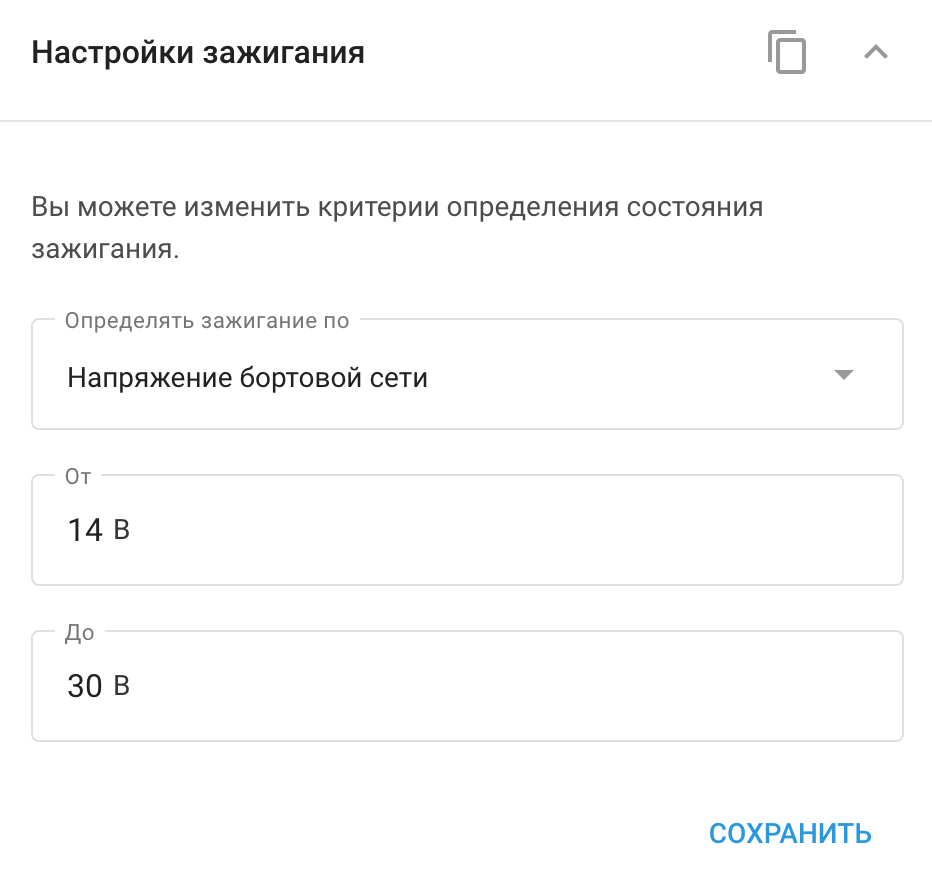 Настройки зажигания
Вы можете изменить критерии определения состояния
зажигания.
Определять зажигание по
Напряжение бортовой сети
От
14 В
До
30 В
СОХРАНИТЬ